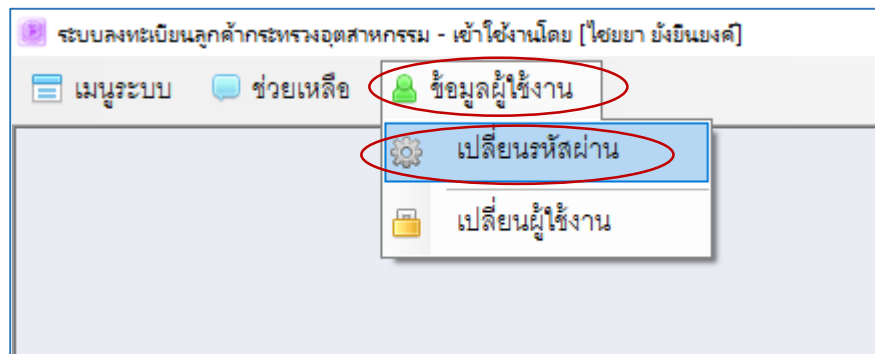 ระบบลงทะเบียนลูกค้ากระทรวงอุตสาหกรรม - เข้าใช้งานโดย [ไชยยา ยังยืนยงค์]
เมนูระบบ ช่วยเหลือ ข้อมูลผู้ใช้งาน
เปลี่ยนรหัสผ่าน
เปลี่ยนผู้ใช้งาน